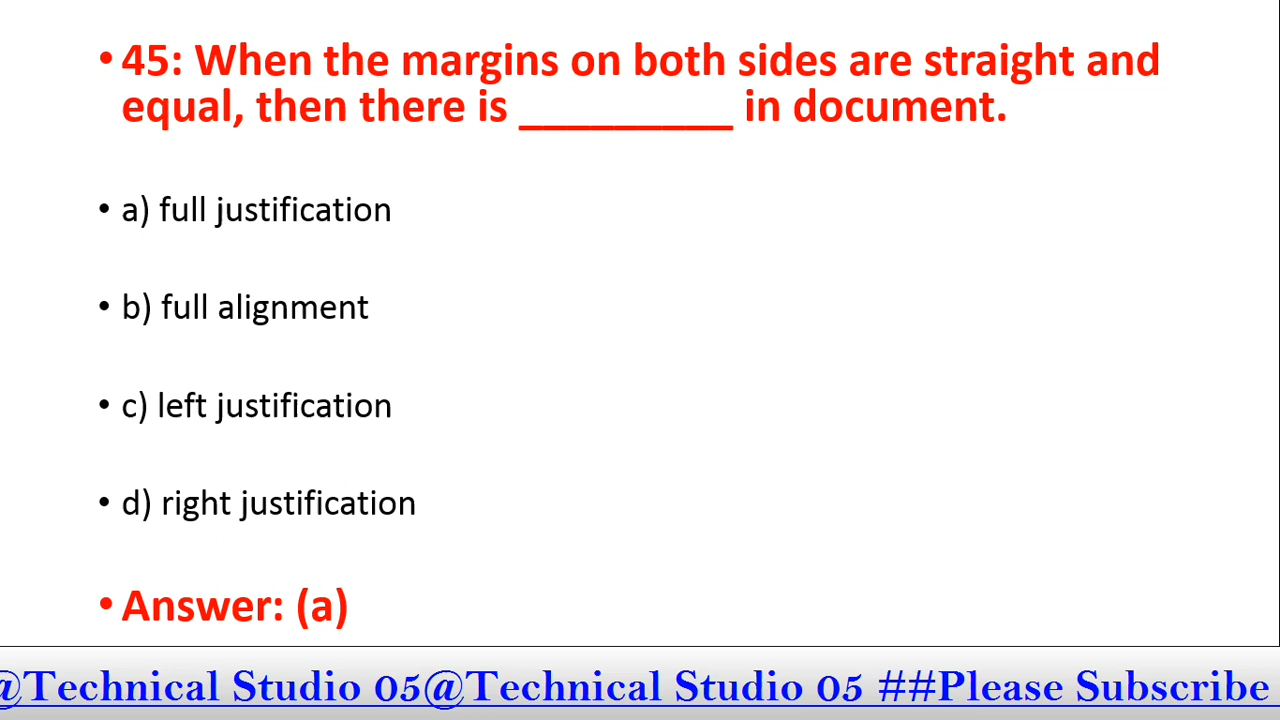 • 45: When the margins on both sides are straight and
equal, then there is _________ in document.
• a) full justification
• b) full alignment
• c) left justification
• d) right justification
• Answer: (a)
@Technical Studio 05@Technical Studio 05 ##Please Subscribe